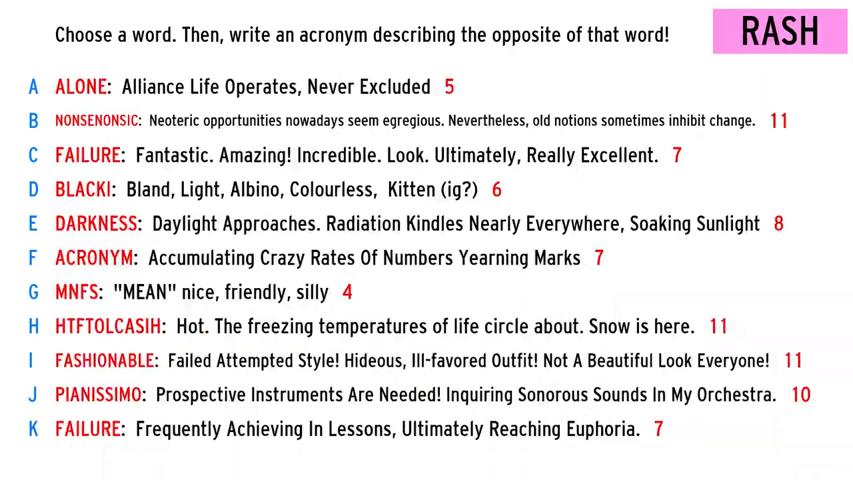 Choose a word. Then, write an acronym describing the opposite of that word!
RASH
A ALONE: Alliance Life Operates, Never Excluded 5
B NONSENONSIC: Neoteric opportunities nowadays seem egregious. Nevertheless, old notions sometimes inhibit change. 11
C FAILURE: Fantastic. Amazing! Incredible. Look. Ultimately, Really Excellent. 7
D BLACKI: Bland, Light, Albino, Colourless, Kitten (ig?) 6
E DARKNESS: Daylight Approaches. Radiation Kindles Nearly Everywhere, Soaking Sunlight 8
F ACRONYM: Accumulating Crazy Rates Of Numbers Yearning Marks 7
G MNFS: "MEAN" nice, friendly, silly 4
H HTFTOLCASIH: Hot. The freezing temperatures of life circle about. Snow is here. 11
I FASHIONABLE: Failed Attempted Style! Hideous, Ill-favored Outfit! Not A Beautiful Look Everyone! 11
J PIANISSIMO: Prospective Instruments Are Needed! Inquiring Sonorous Sounds In My Orchestra. 10
K FAILURE: Frequently Achieving In Lessons, Ultimately Reaching Euphoria. 7